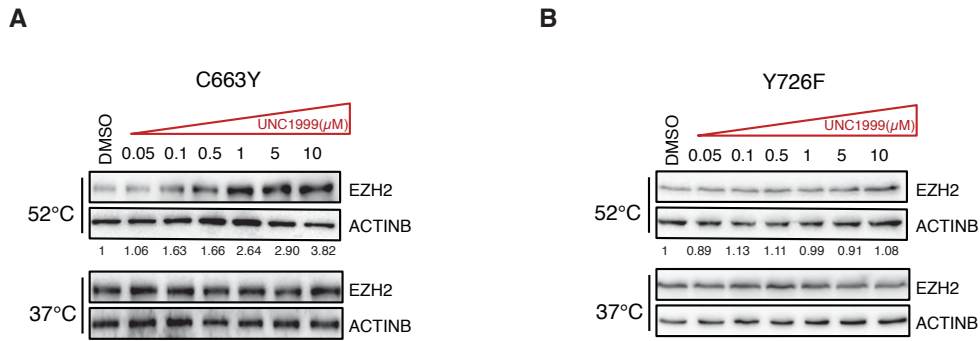 A
C663Y
DMSO
UNC1999(μM)
0.05 0.1 0.5 1 5 10
52°C
EZH2
ACTINB
1 1.06 1.63 1.66 2.64 2.90 3.82
37°C
EZH2
ACTINB
B
Y726F
DMSO
UNC1999(μM)
0.05 0.1 0.5 1 5 10
52°C
EZH2
ACTINB
1 0.89 1.13 1.11 0.99 0.91 1.08
37°C
EZH2
ACTINB